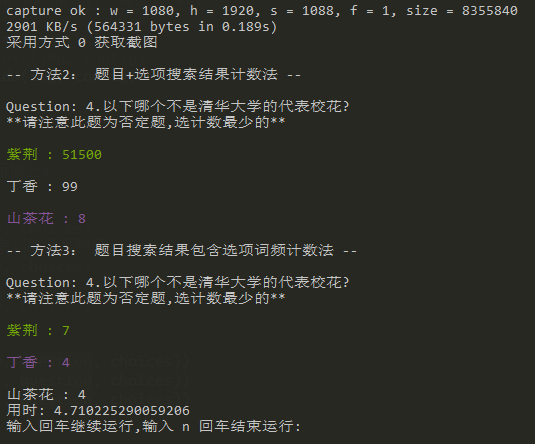 capture ok : w = 1080, h = 1920, s = 1088, f = 1, size = 8355840
2901 KB/s (564331 bytes in 0.189s)
采用方式 0 获取截图
-- 方法2： 题目+选项搜索结果计数法 --
Question: 4.以下哪个不是清华大学的代表校花?
**请注意此题为否定题,选计数最少的**
紫荆 : 51500
丁香 : 99
山茶花 : 8
-- 方法3： 题目搜索结果包含选项词频计数法 --
Question: 4.以下哪个不是清华大学的代表校花?
**请注意此题为否定题,选计数最少的**
紫荆 : 7
丁香 : 4
山茶花 : 4
用时: 4.710225290059206
输入回车继续运行,输入 n 回车结束运行: